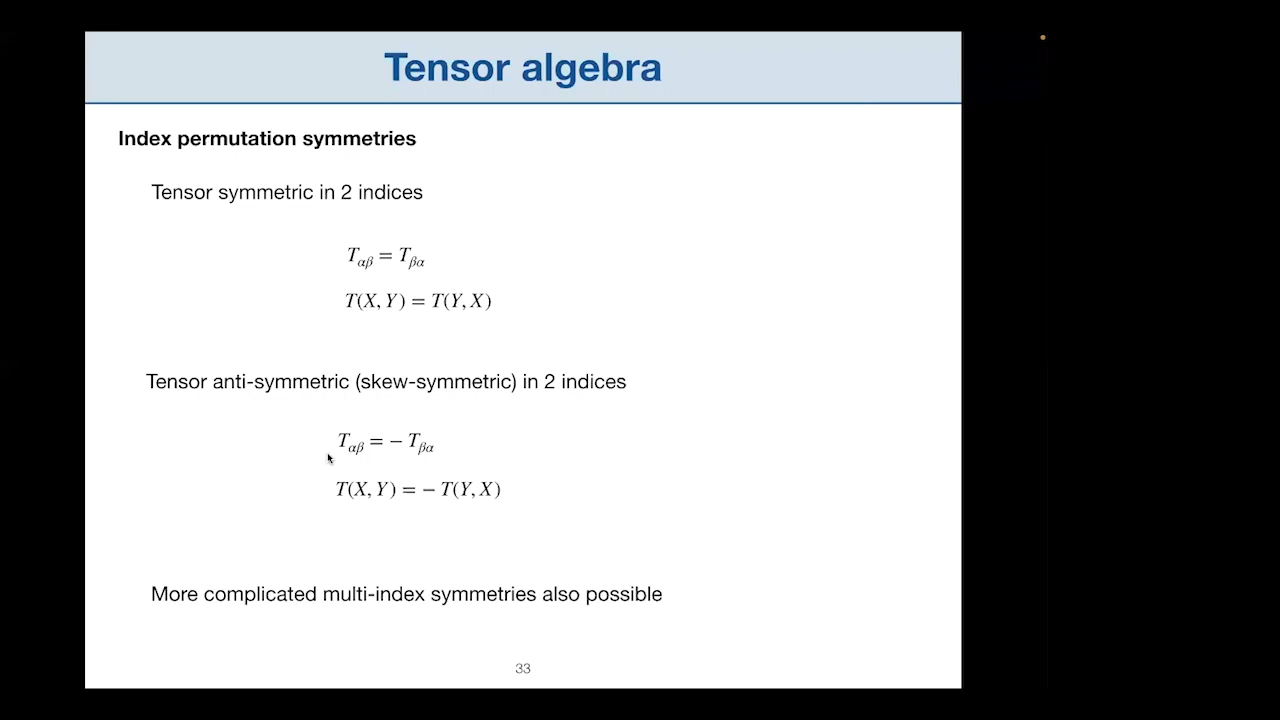 Tensor algebra
Index permutation symmetries
Tensor symmetric in 2 indices
T_{αβ} = T_{βα}
T(X, Y) = T(Y, X)
Tensor anti-symmetric (skew-symmetric) in 2 indices
T_{αβ} = − T_{βα}
T(X, Y) = − T(Y, X)
More complicated multi-index symmetries also possible
33